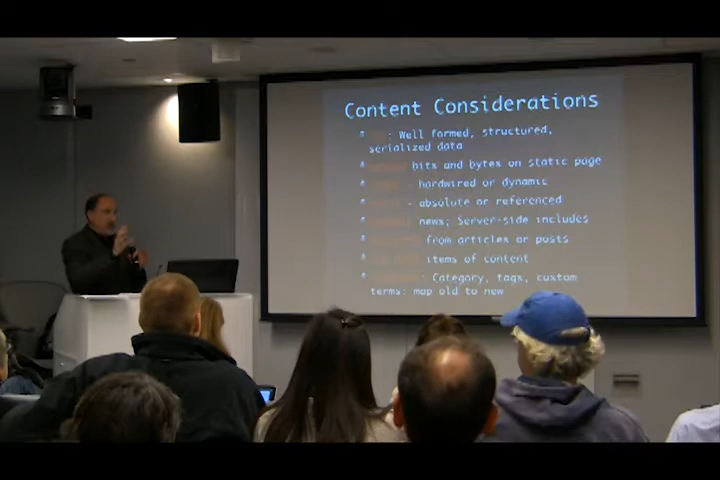 Content Considerations
: Well formed, structured,
serialized data
bits and bytes on static page
- hardwired or dynamic
- absolute or referenced
news; Server-side includes
from articles or posts
items of content
: Category, tags, custom
terms: map old to new